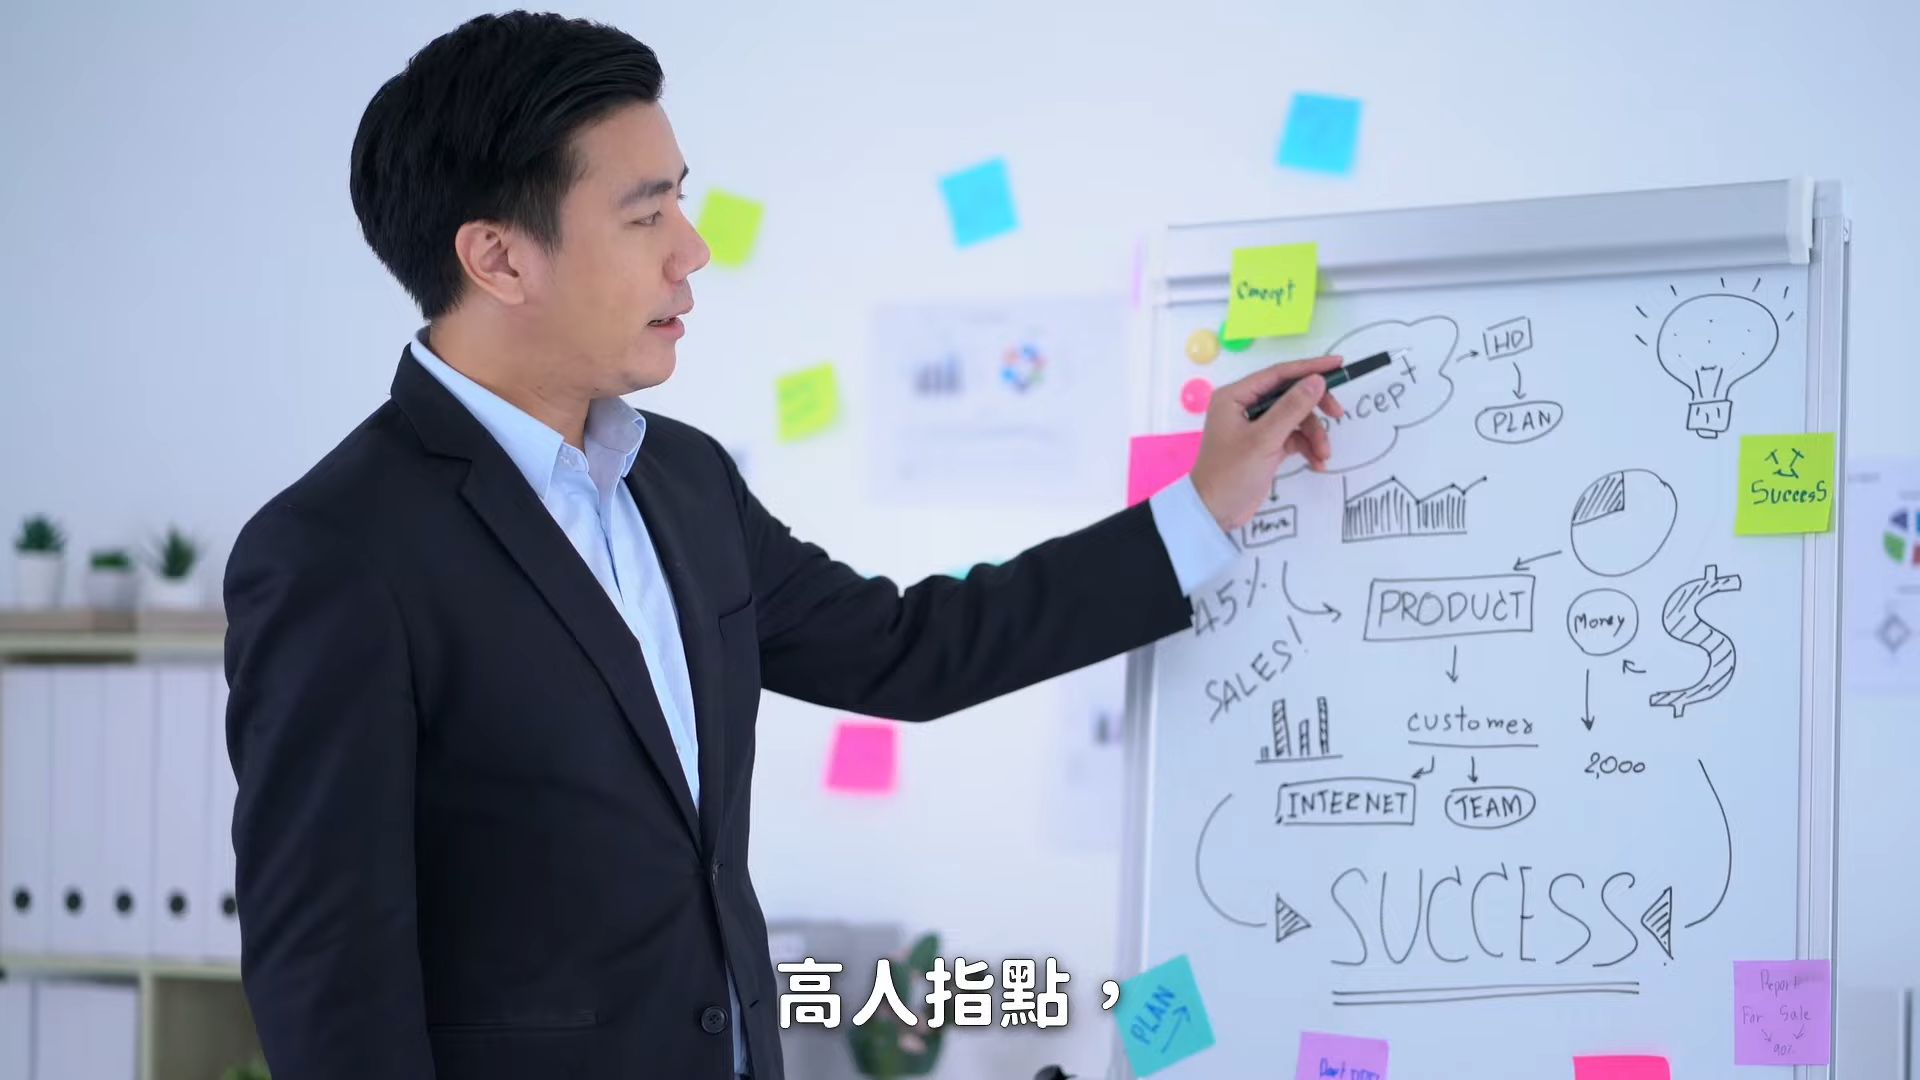 Concept
oncept
HD
PLAN
Success
45%
SALES!
PRODUCT
Money
customer
2,000
INTERNET
TEAM
SUCCESS
PLAN
Report
For Sale
90%
高人指點，